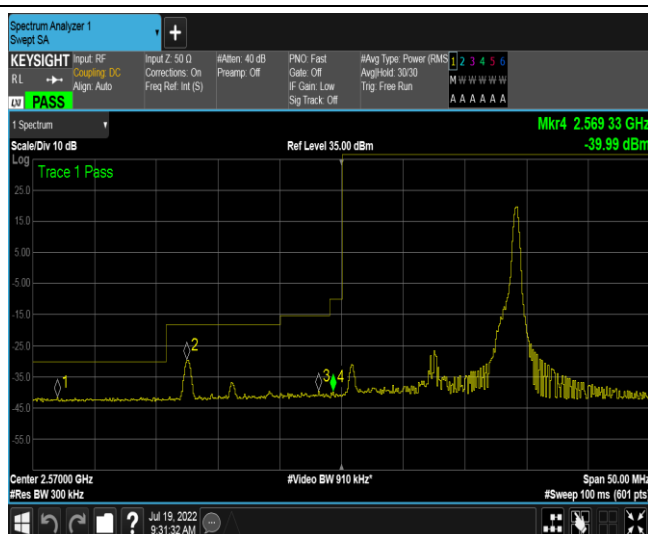 Spectrum Analyzer 1
Swept SA
+
KEYSIGHT
RL
LXI PASS
Input: RF
Coupling: DC
Align: Auto
Input Z: 50 Ω
Corrections: On
Freq Ref: Int (S)
#Atten: 40 dB
Preamp: Off
PNO: Fast
Gate: Off
IF Gain: Low
Sig Track: Off
#Avg Type: Power (RMS
Avg|Hold: 30/30
Trig: Free Run
1 2 3 4 5 6
M W W W W W
A A A A A A
1 Spectrum
Mkr4 2.569 33 GHz
Scale/Div 10 dB
Ref Level 35.00 dBm
-39.99 dBm
Log
Trace 1 Pass
25.0
15.0
5.00
-5.00
-15.0
2
-25.0
-35.0
1
3
4
-45.0
-55.0
Center 2.57000 GHz
#Video BW 910 kHz*
Span 50.00 MHz
#Res BW 300 kHz
#Sweep 100 ms (601 pts)
?
Jul 19, 2022
9:31:32 AM